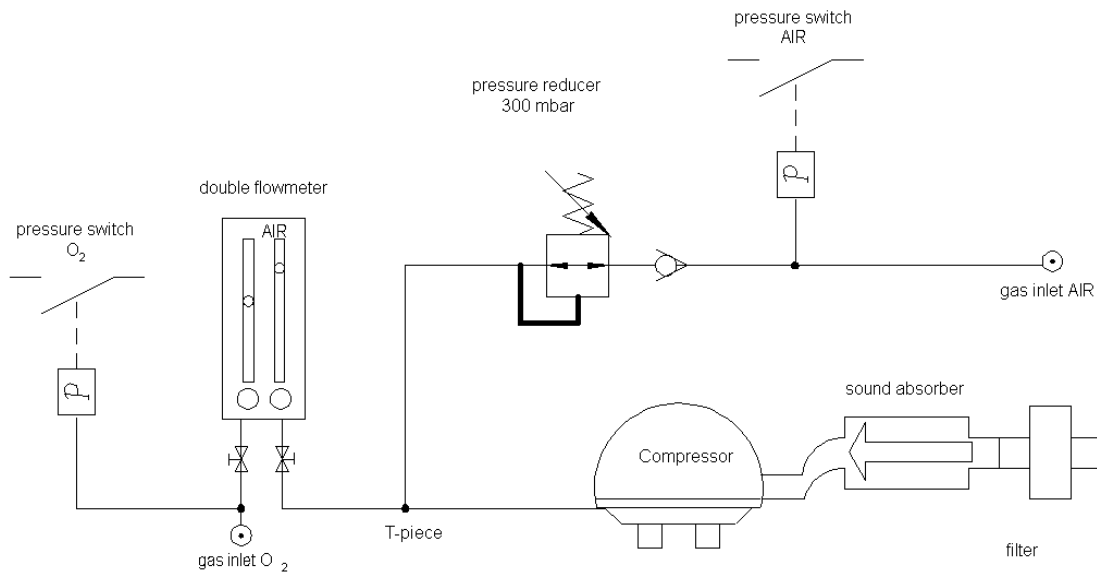 pressure switch
AIR
pressure reducer
300 mbar
P
double flowmeter
AIR
pressure switch
O₂
P
gas inlet AIR
sound absorber
Compressor
T-piece
gas inlet O ₂
filter